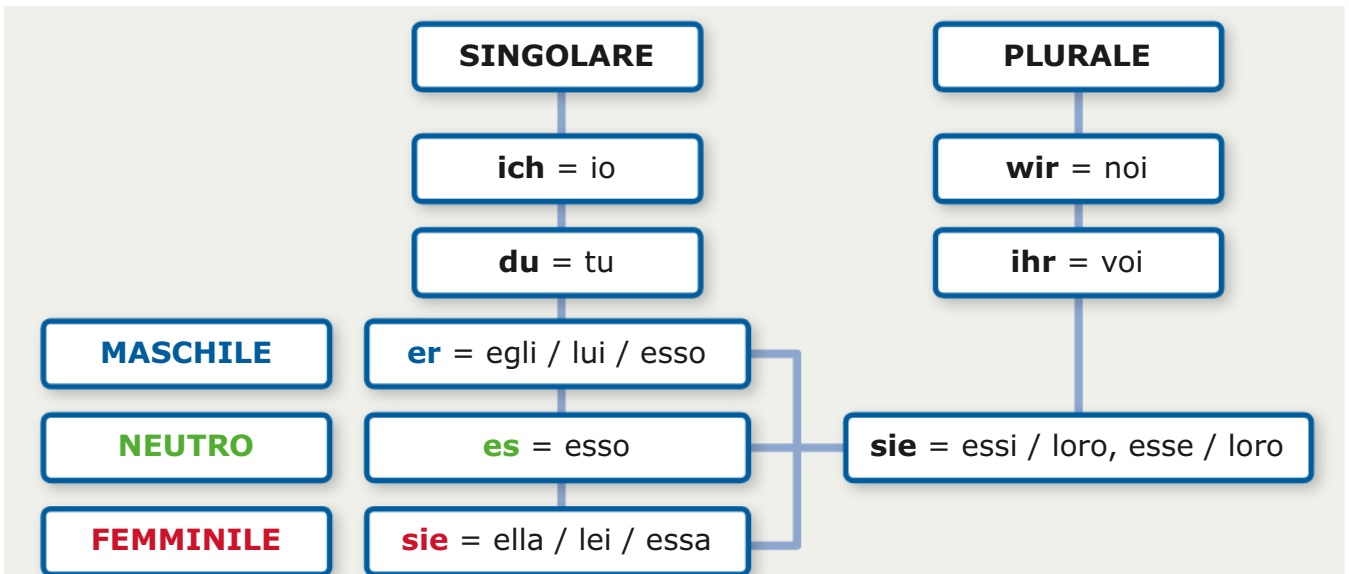 SINGOLARE
PLURALE
ich = io
wir = noi
du = tu
ihr = voi
MASCHILE
er = egli / lui / esso
NEUTRO
es = esso
sie = essi / loro, esse / loro
FEMMINILE
sie = ella / lei / essa